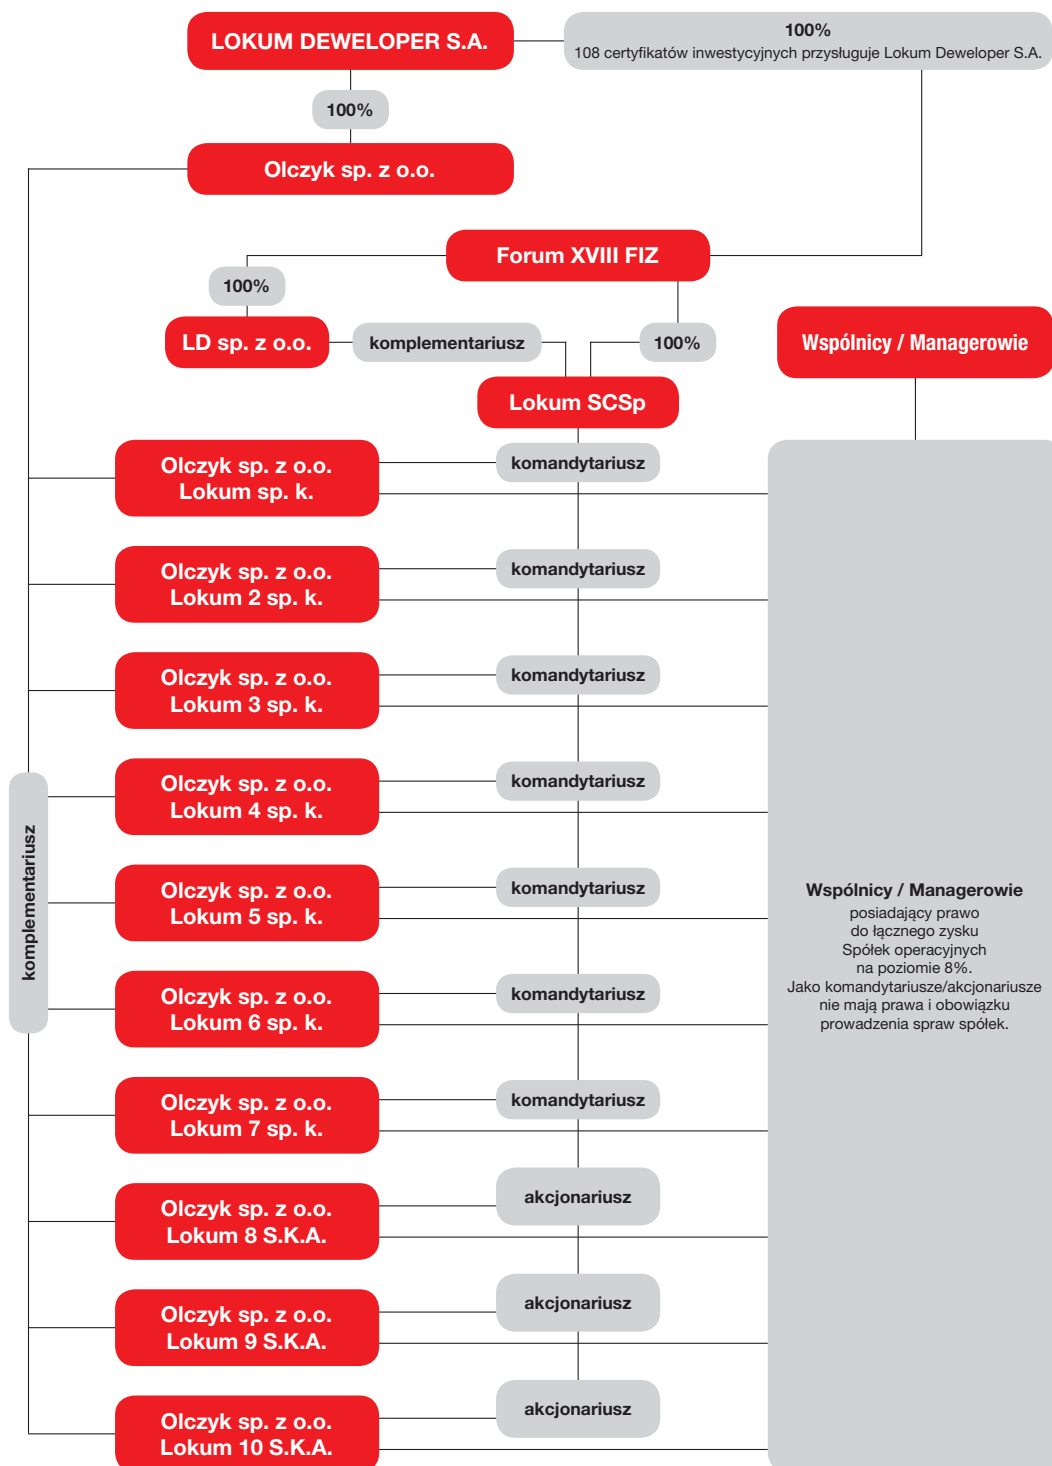 LOKUM DEWELOPER S.A.
100%
108 certyfikatów inwestycyjnych przysługuje Lokum Deweloper S.A.
100%
Olczyk sp. z o.o.
Forum XVIII FIZ
100%
LD sp. z o.o.
komplementariusz
100%
Wspólnicy / Managerowie
Lokum SCSp
Olczyk sp. z o.o.
Lokum sp. k.
komandytariusz
Olczyk sp. z o.o.
Lokum 2 sp. k.
komandytariusz
Olczyk sp. z o.o.
Lokum 3 sp. k.
komandytariusz
Olczyk sp. z o.o.
Lokum 4 sp. k.
komandytariusz
komplementariusz
Olczyk sp. z o.o.
Lokum 5 sp. k.
komandytariusz
Wspólnicy / Managerowie
posiadający prawo
do łącznego zysku
Spółek operacyjnych
na poziomie 8%.
Jako komandytariusze/akcjonariusze
nie mają prawa i obowiązku
prowadzenia spraw spółek.
Olczyk sp. z o.o.
Lokum 6 sp. k.
komandytariusz
Olczyk sp. z o.o.
Lokum 7 sp. k.
komandytariusz
Olczyk sp. z o.o.
Lokum 8 S.K.A.
akcjonariusz
Olczyk sp. z o.o.
Lokum 9 S.K.A.
akcjonariusz
Olczyk sp. z o.o.
Lokum 10 S.K.A.
akcjonariusz